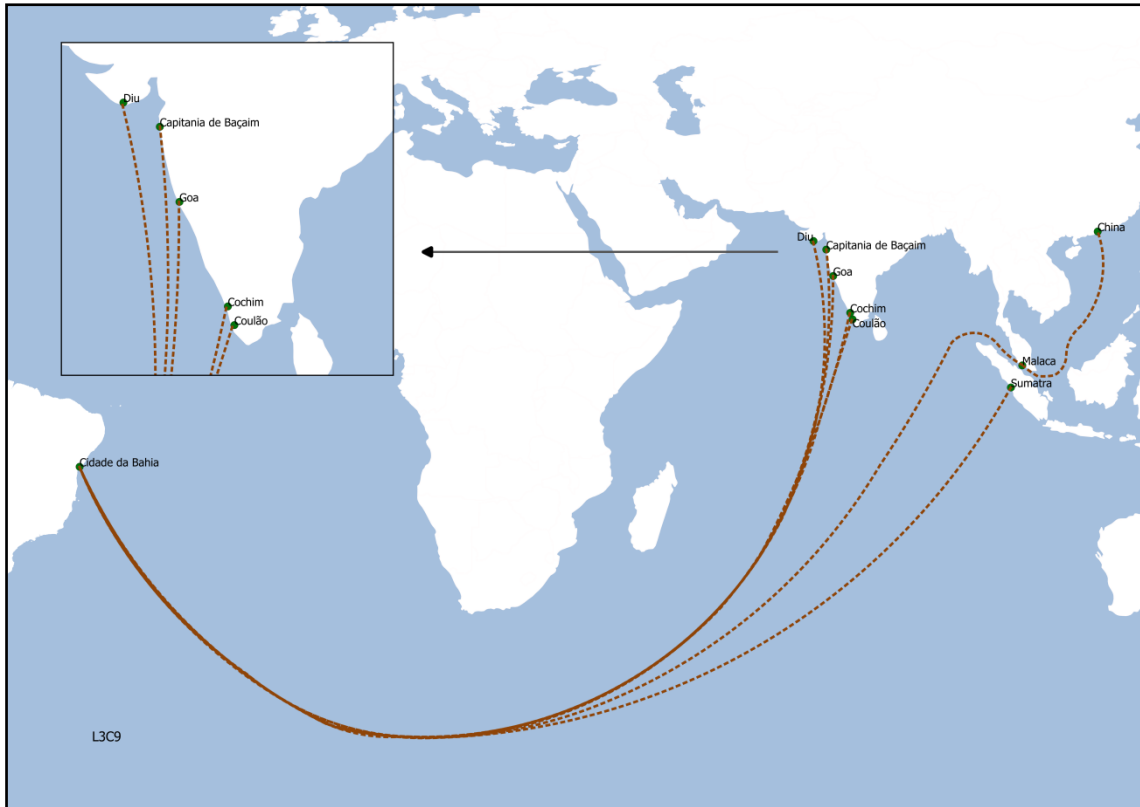 Diu
Capitania de Baçaim
Goa
Cochim
Coulão
China
Diu
Capitania de Baçaim
Goa
Cochim
Coulão
Malaca
Sumatra
Cidade da Bahia
L3C9